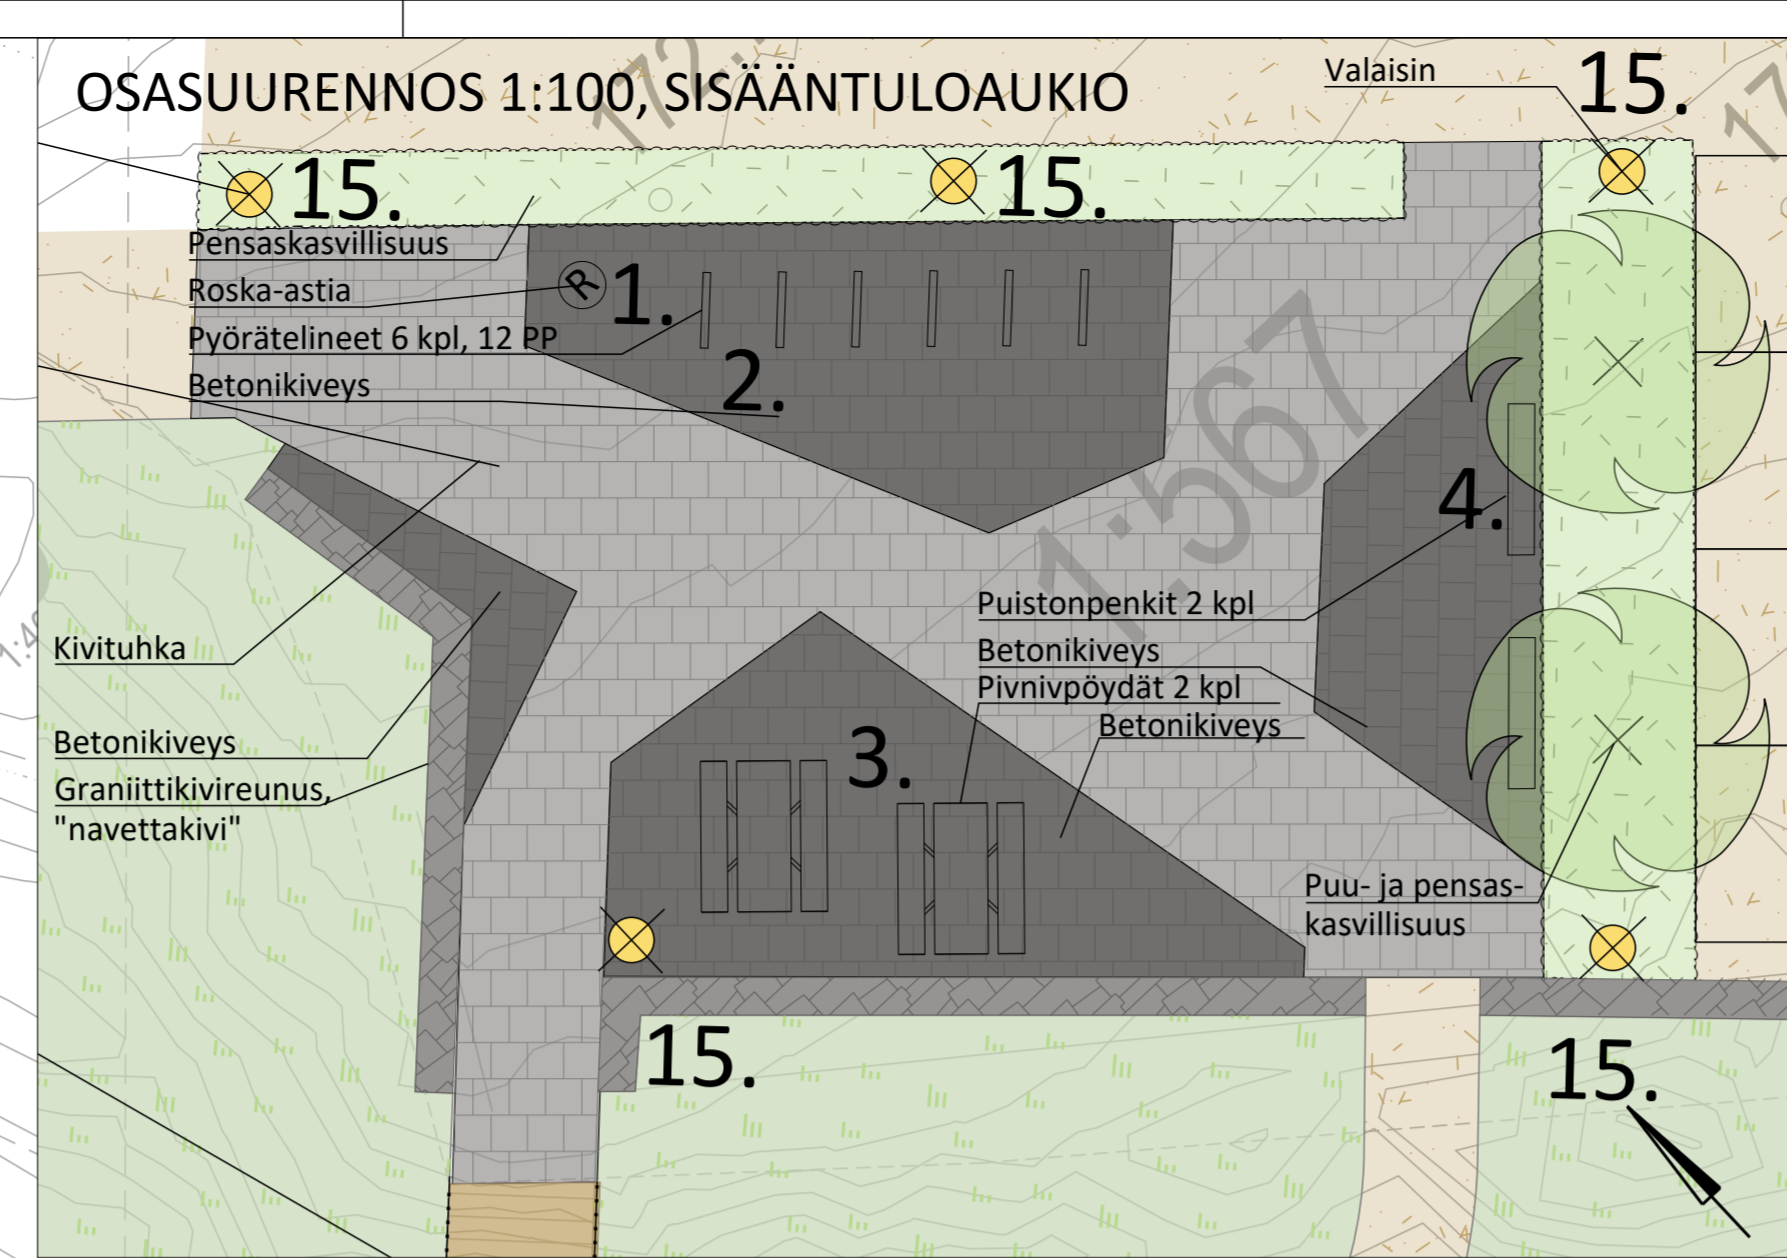 OSASUURENNOS 1:100, SISÄÄNTULOAUKIO
172
Valaisin
15.
17
15.
15.
Pensaskasvillisuus
Roska-astia
R
1.
Pyörätelineet 6 kpl, 12 PP
2.
Betonikiveys
1:567
4.
Puistonpenkit 2 kpl
Kivituhka
Betonikiveys
Pivnivpöydät 2 kpl
Betonikiveys
3.
Betonikiveys
Graniittikivireunus,
"navettakivi"
Puu- ja pensas-
kasvillisuus
15.
15.